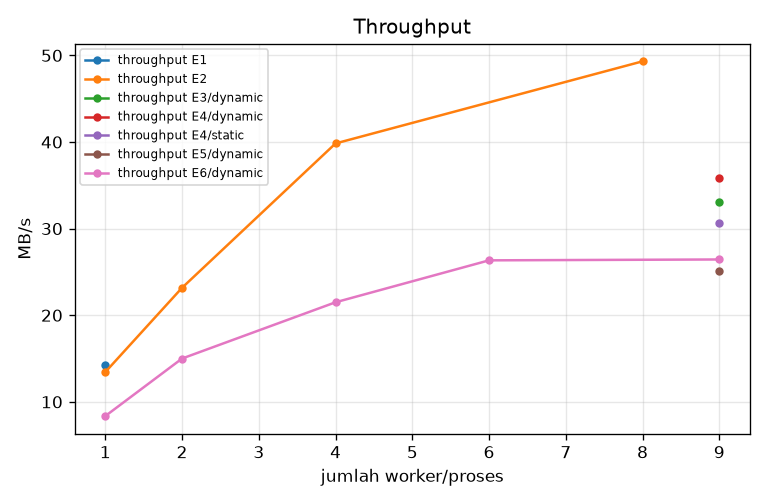 Throughput
throughput E1
throughput E2
throughput E3/dynamic
throughput E4/dynamic
throughput E4/static
throughput E5/dynamic
throughput E6/dynamic
MB/s
50
40
30
20
10
1 2 3 4 5 6 7 8 9
jumlah worker/proses